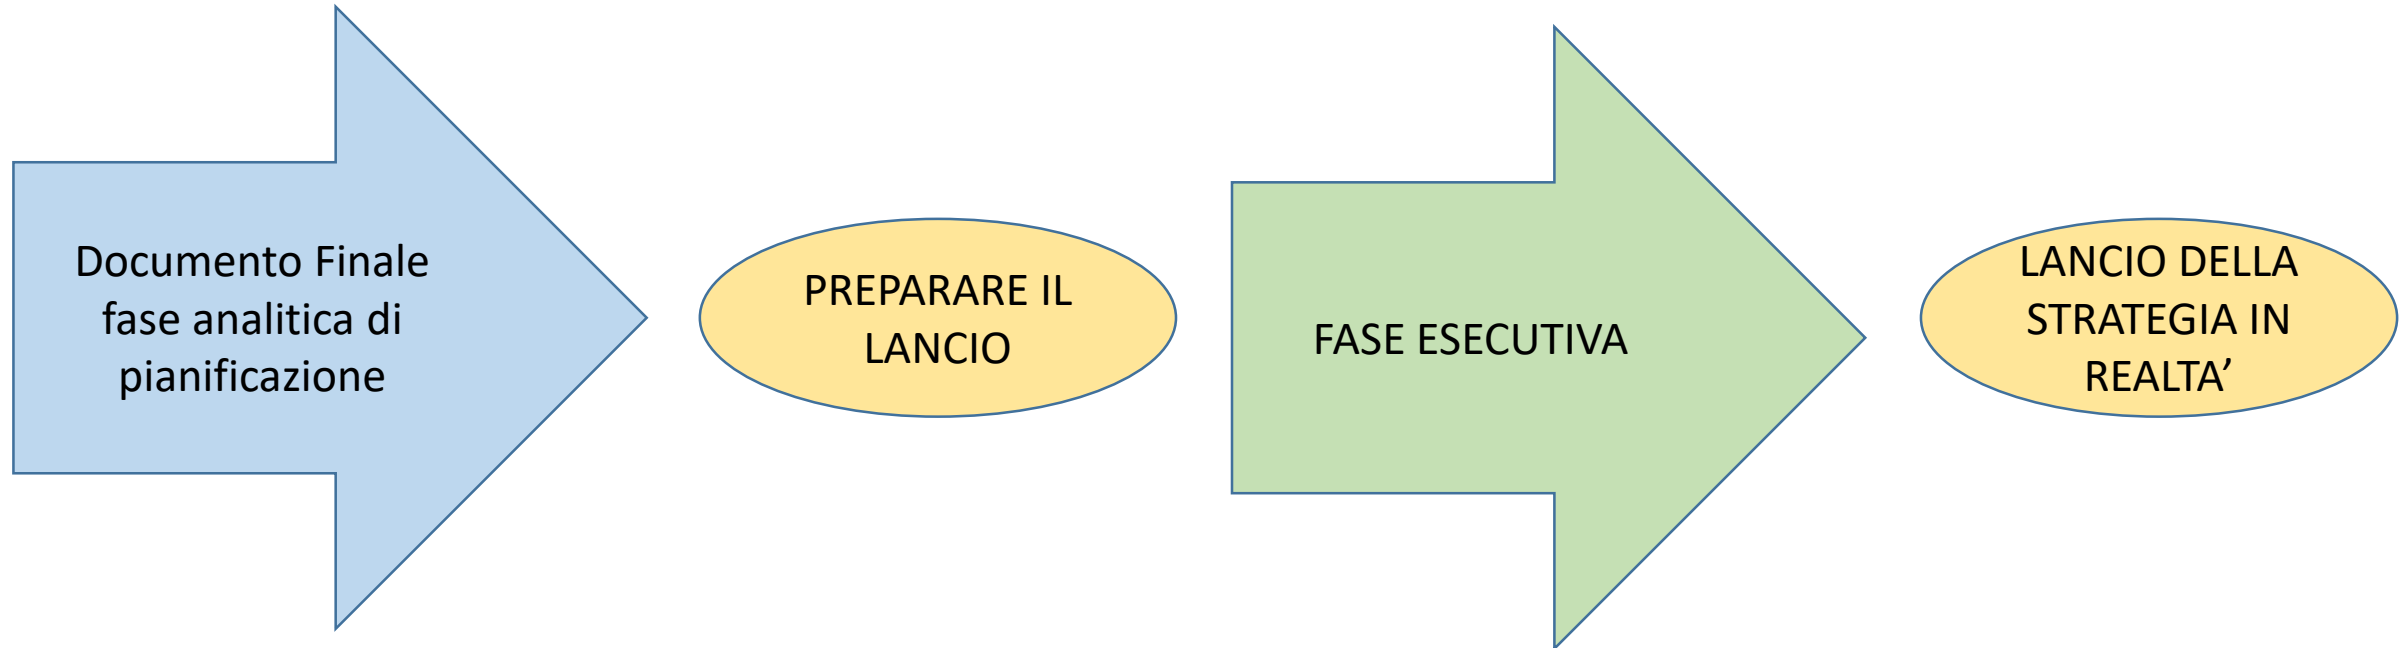 Documento Finale
fase analitica di
pianificazione
PREPARARE IL
LANCIO
FASE ESECUTIVA
LANCIO DELLA
STRATEGIA IN
REALTA’